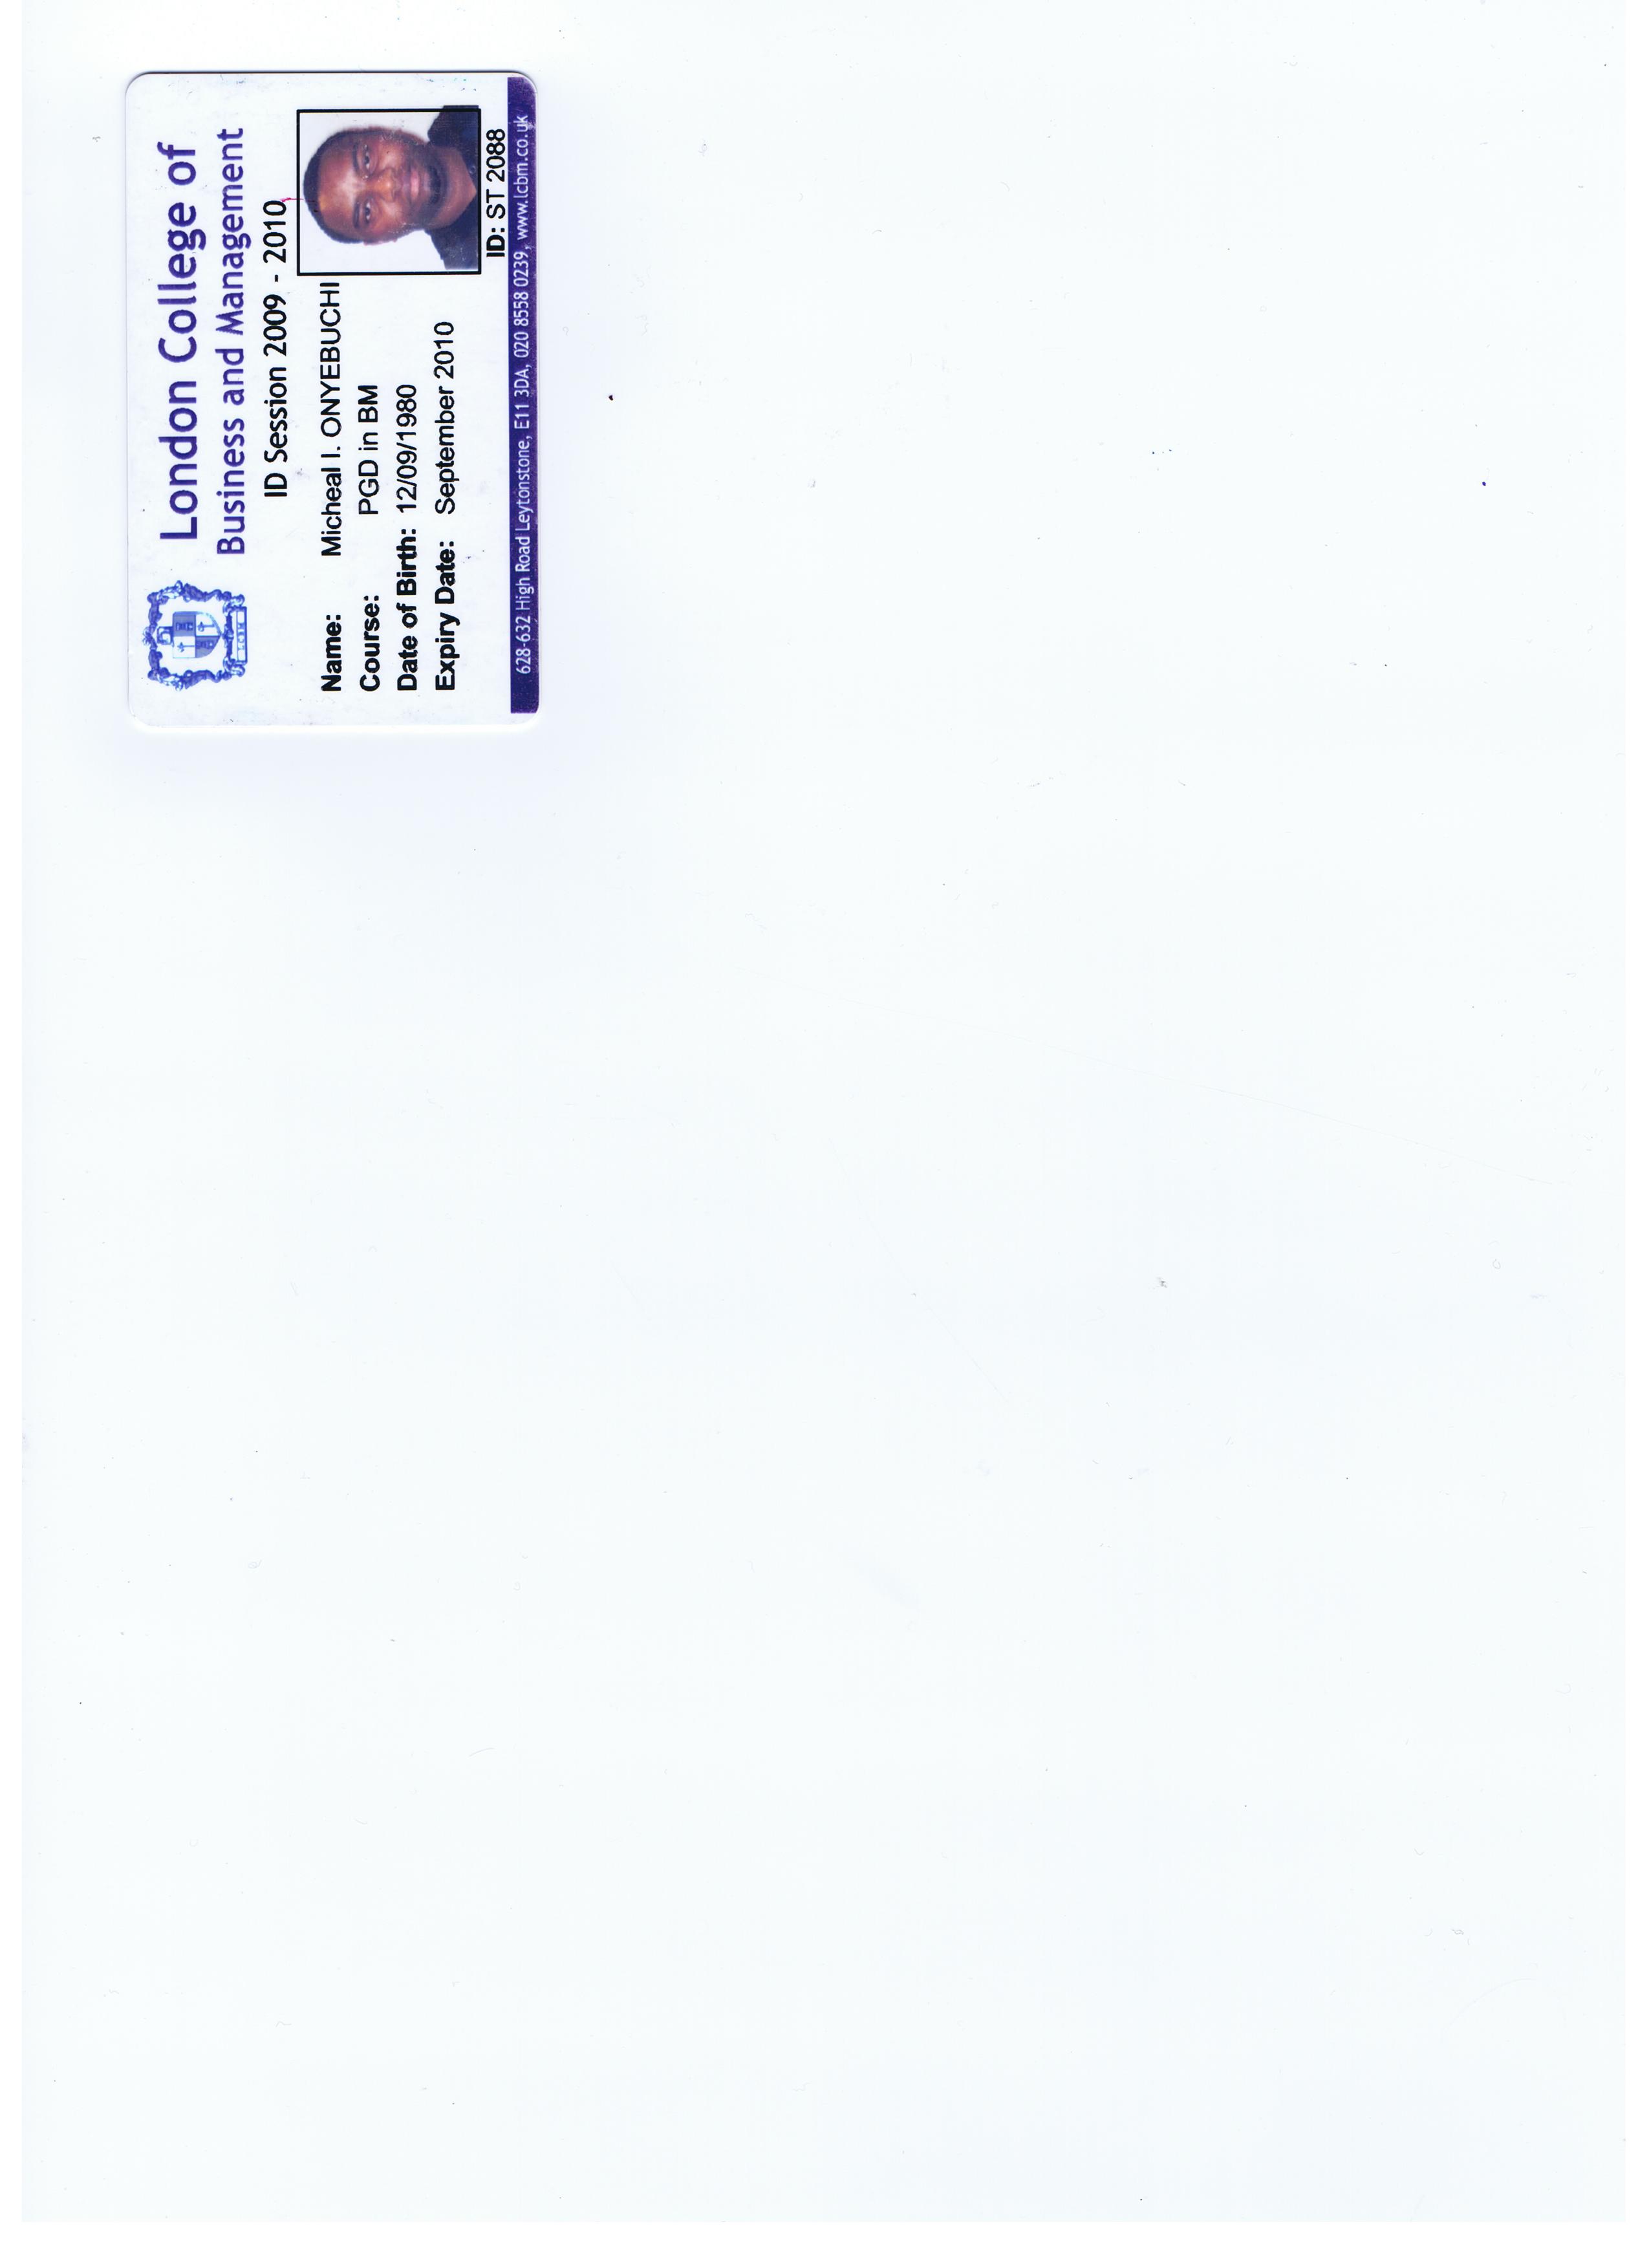 London College of
Business and Management
ID Session 2009 - 2010
Name: Micheal I. ONYEBUCHI
Course: PGD in BM
Date of Birth: 12/09/1980
Expiry Date: September 2010
ID: ST 2088
628-632 High Road Leytonstone, E11 3DA, 020 8558 0239, www.lcbm.co.uk